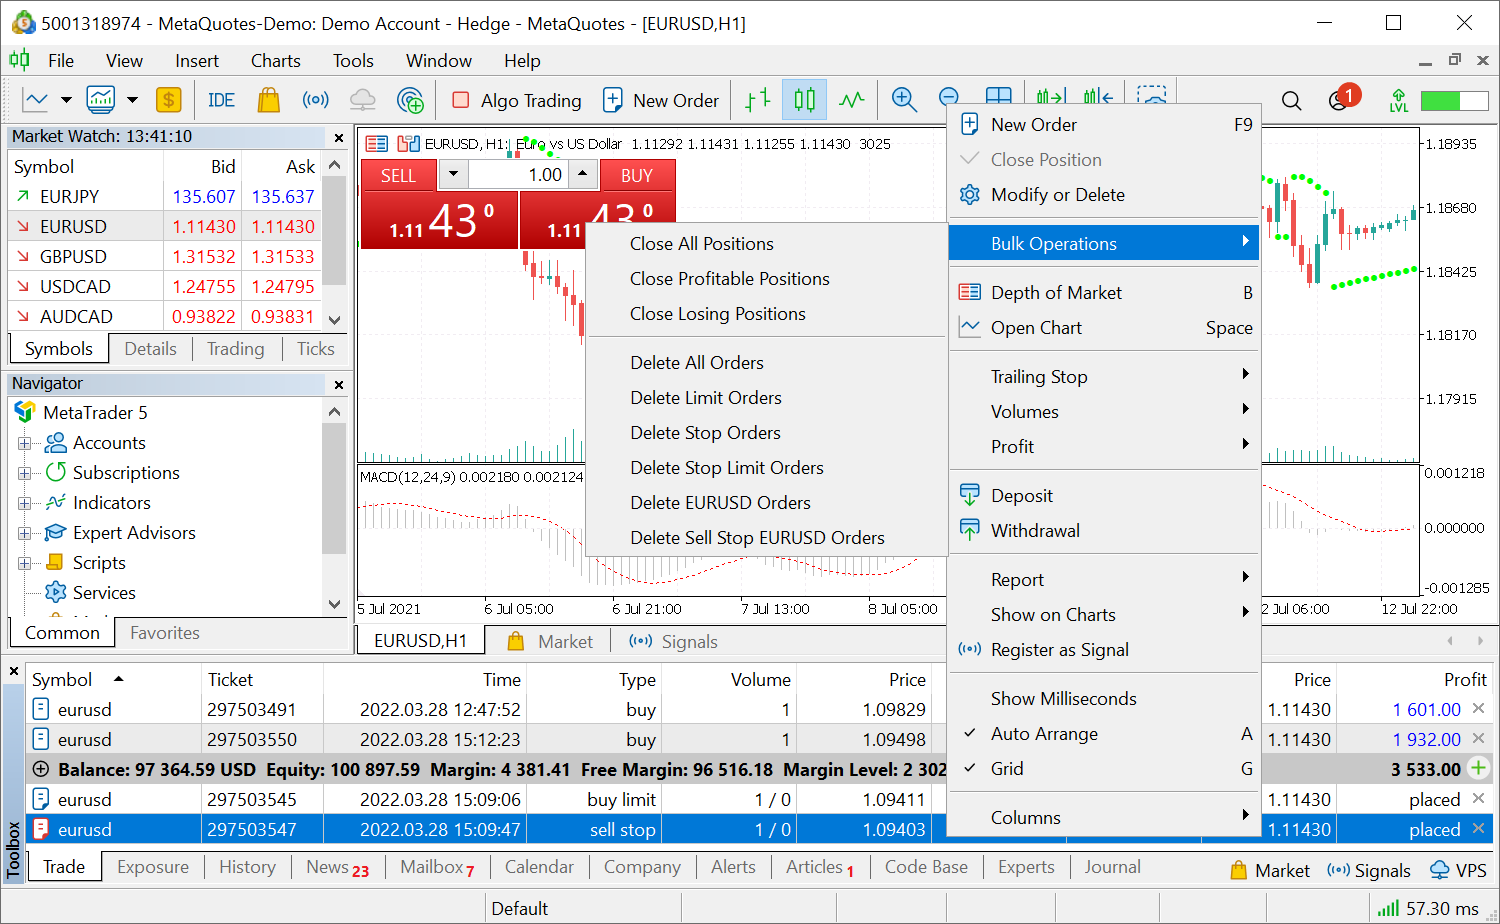 5001318974 - MetaQuotes-Demo: Demo Account - Hedge - MetaQuotes - [EURUSD,H1]
File View Insert Charts Tools Window Help
IDE Algo Trading New Order 1 LVL
Market Watch: 13:41:10
Symbol Bid Ask
EURJPY 135.607 135.637
EURUSD 1.11430 1.11430
GBPUSD 1.31532 1.31533
USDCAD 1.24755 1.24795
AUDCAD 0.93822 0.93831
Symbols Details Trading Ticks
Navigator
MetaTrader 5
Accounts
Subscriptions
Indicators
Expert Advisors
Scripts
Services
Common Favorites
EURUSD, H1: Euro vs US Dollar 1.11292 1.11431 1.11255 1.11430 3025
SELL 1.00 BUY
1.11 43 0 1.11 43 0
1.18935
1.18680
1.18425
1.18170
1.17915
MACD(12,24,9) 0.002180 0.002124
0.001218
0.000000
-0.001285
5 Jul 2021 6 Jul 05:00 6 Jul 21:00 7 Jul 13:00 8 Jul 05:00 2 Jul 06:00 12 Jul 22:00
EURUSD,H1 Market Signals
Close All Positions
Close Profitable Positions
Close Losing Positions
Delete All Orders
Delete Limit Orders
Delete Stop Orders
Delete Stop Limit Orders
Delete EURUSD Orders
Delete Sell Stop EURUSD Orders
New Order F9
Close Position
Modify or Delete
Bulk Operations
Depth of Market B
Open Chart Space
Trailing Stop
Volumes
Profit
Deposit
Withdrawal
Report
Show on Charts
Register as Signal
Show Milliseconds
Auto Arrange A
Grid G
Columns
Toolbox
Symbol Ticket Time Type Volume Price Price Profit
eurusd 297503491 2022.03.28 12:47:52 buy 1 1.09829 1.11430 1 601.00
eurusd 297503550 2022.03.28 15:12:23 buy 1 1.09498 1.11430 1 932.00
Balance: 97 364.59 USD Equity: 100 897.59 Margin: 4 381.41 Free Margin: 96 516.18 Margin Level: 2 302 3 533.00
eurusd 297503545 2022.03.28 15:09:06 buy limit 1 / 0 1.09411 1.11430 placed
eurusd 297503547 2022.03.28 15:09:47 sell stop 1 / 0 1.09403 1.11430 placed
Trade Exposure History News 23 Mailbox 7 Calendar Company Alerts Articles 1 Code Base Experts Journal Market Signals VPS
Default 57.30 ms